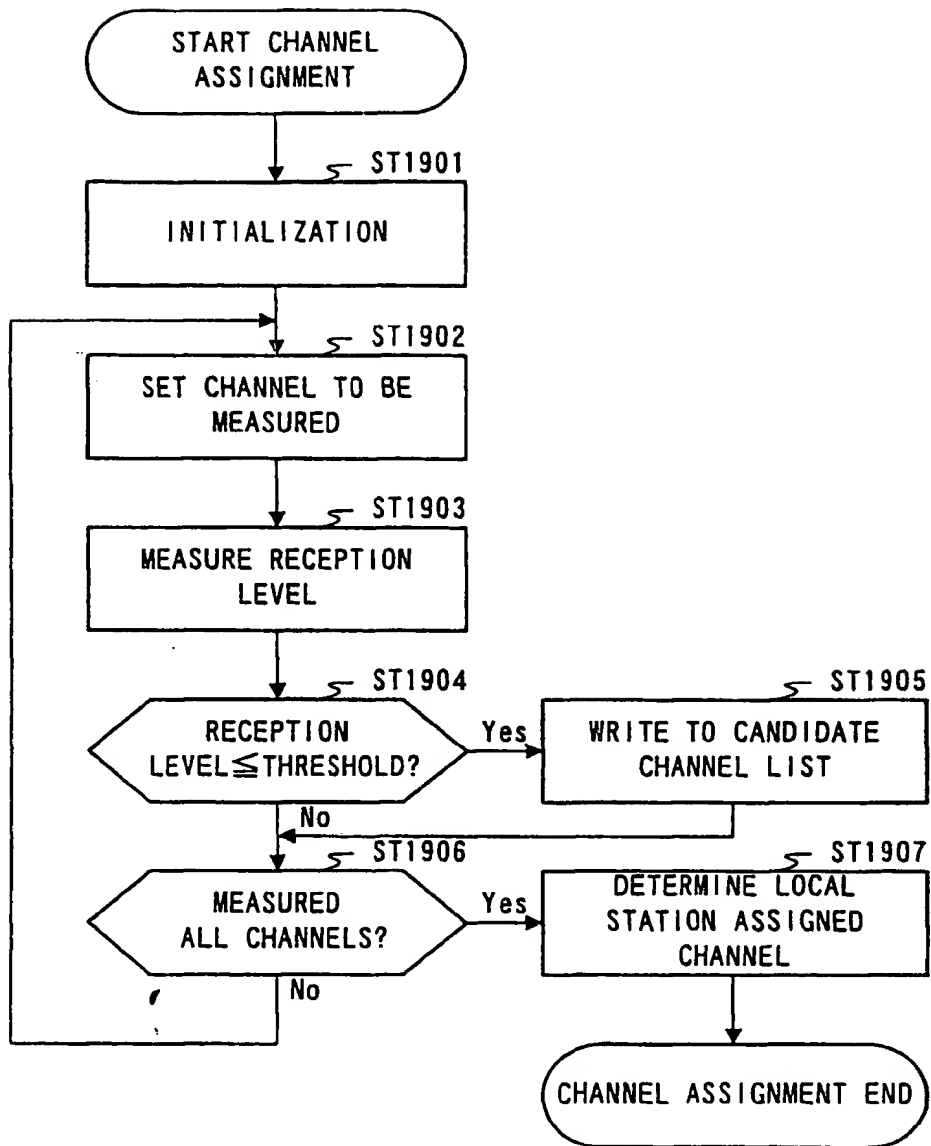 START CHANNEL
ASSIGNMENT
ST1901
INITIALIZATION
ST1902
SET CHANNEL TO BE
MEASURED
ST1903
MEASURE RECEPTION
LEVEL
ST1904
RECEPTION
LEVEL≦THRESHOLD?
Yes
No
ST1905
WRITE TO CANDIDATE
CHANNEL LIST
ST1906
MEASURED
ALL CHANNELS?
Yes
No
ST1907
DETERMINE LOCAL
STATION ASSIGNED
CHANNEL
CHANNEL ASSIGNMENT END